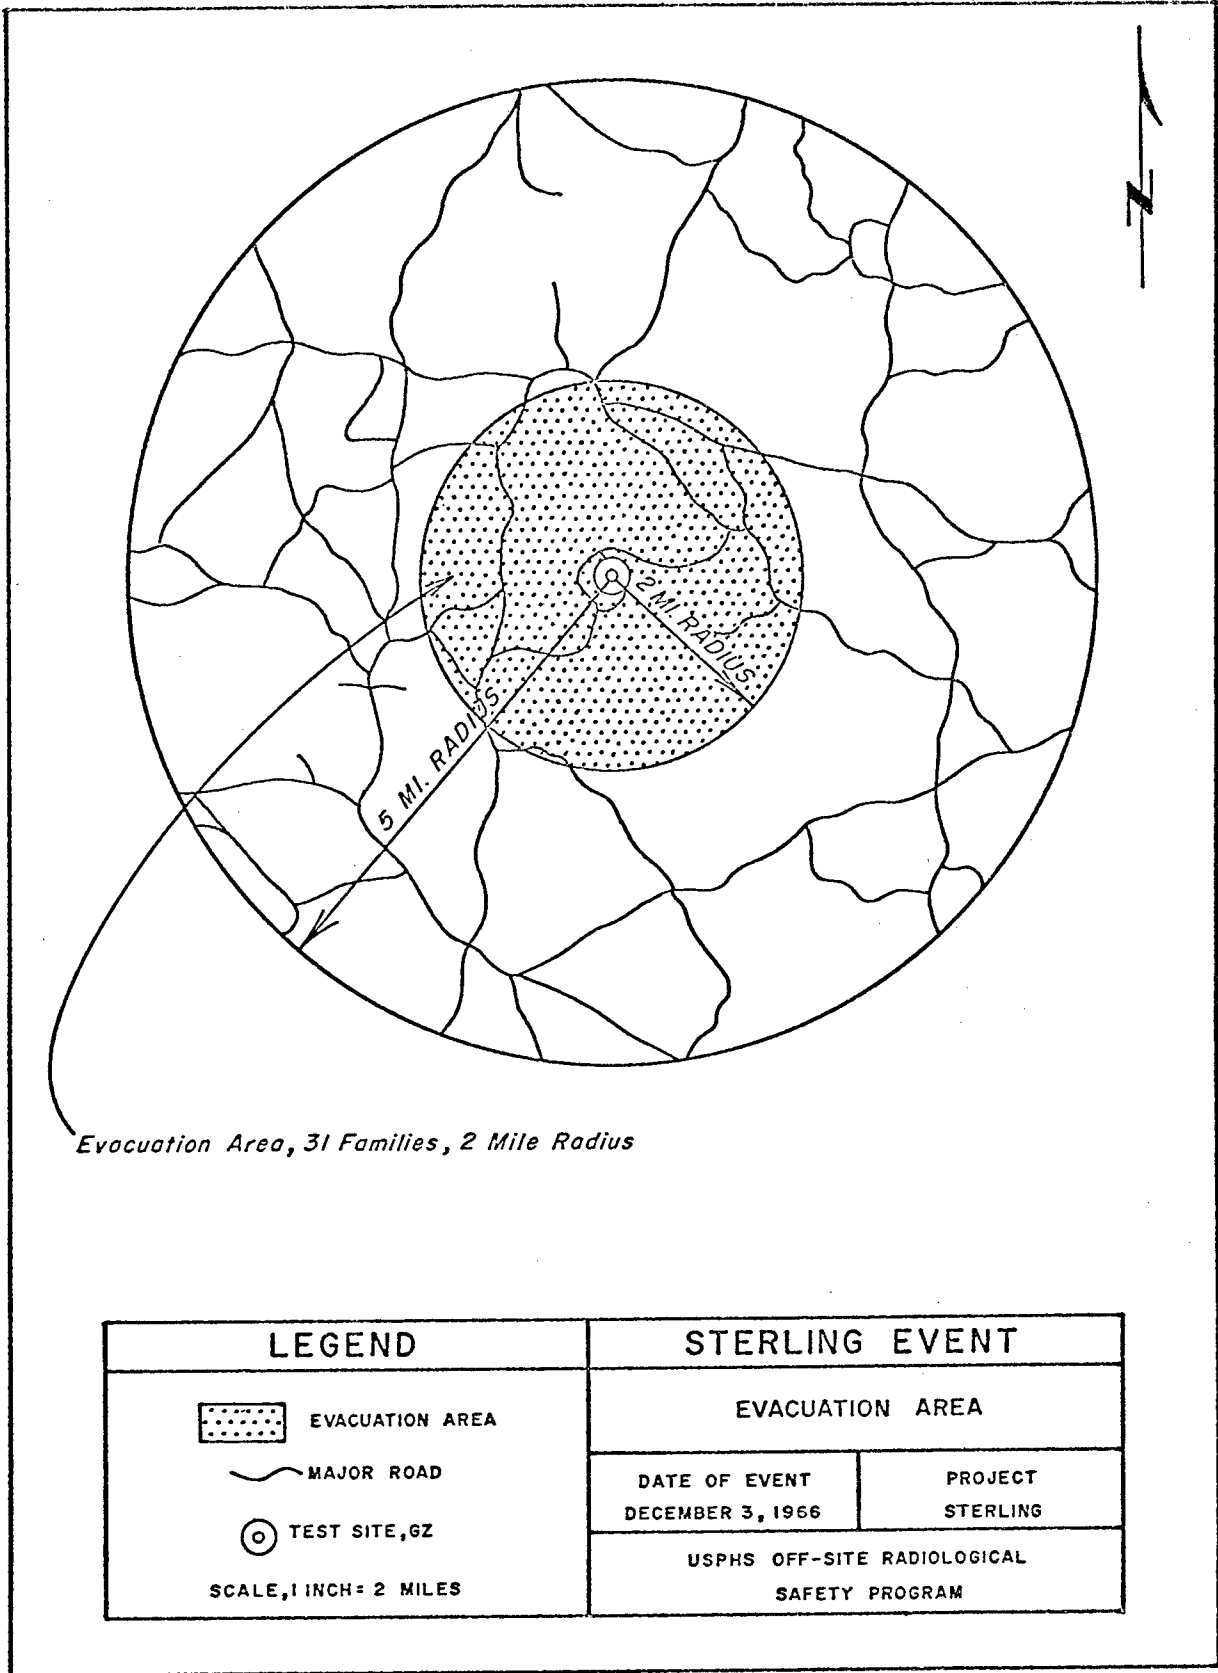 N
2 MI. RADIUS
5 MI. RADIUS
Evacuation Area, 31 Families, 2 Mile Radius
LEGEND
EVACUATION AREA
MAJOR ROAD
TEST SITE, GZ
SCALE, 1 INCH = 2 MILES
STERLING EVENT
EVACUATION AREA
DATE OF EVENT
DECEMBER 3, 1966
PROJECT
STERLING
USPHS OFF-SITE RADIOLOGICAL
SAFETY PROGRAM